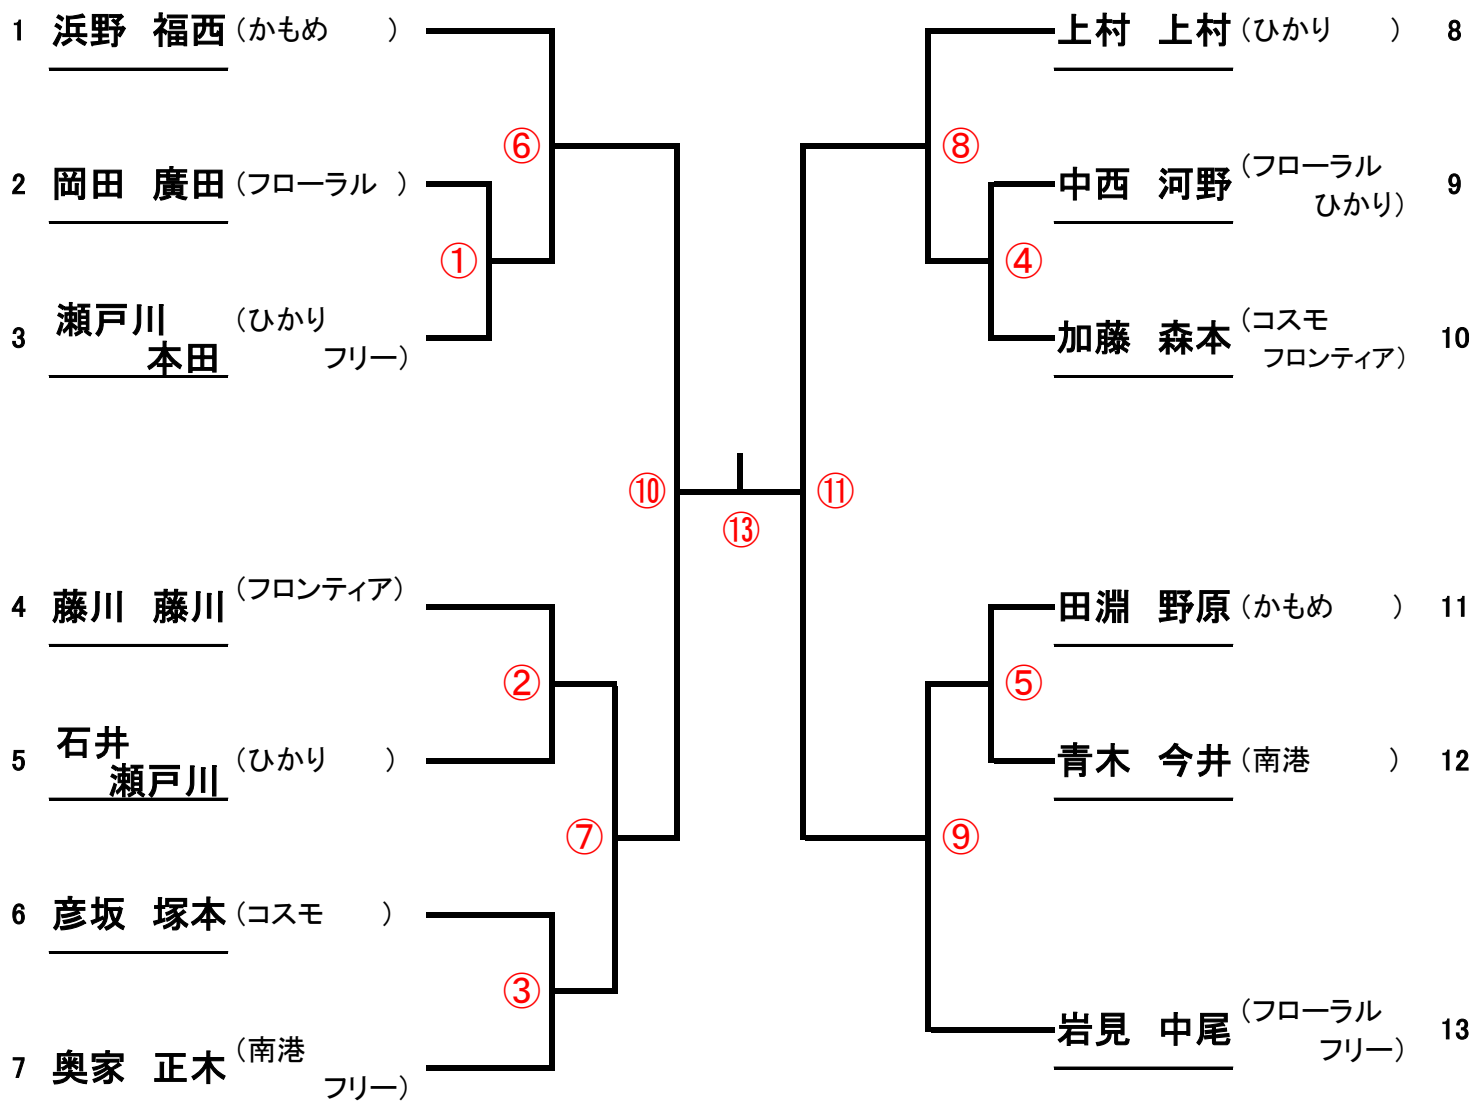 1 浜野 福西 (かもめ )
⑥
2 岡田 廣田 (フローラル )
①
3 瀬戸川 本田 (ひかり
フリー)
4 藤川 藤川 (フロンティア)
②
5 石井 瀬戸川 (ひかり )
⑦
6 彦坂 塚本 (コスモ )
③
7 奥家 正木 (南港
フリー)
⑩
⑬
⑪
上村 上村 (ひかり ) 8
⑧
中西 河野 (フローラル
ひかり) 9
④
加藤 森本 (コスモ
フロンティア) 10
田淵 野原 (かもめ ) 11
⑤
青木 今井 (南港 ) 12
⑨
岩見 中尾 (フローラル
フリー) 13